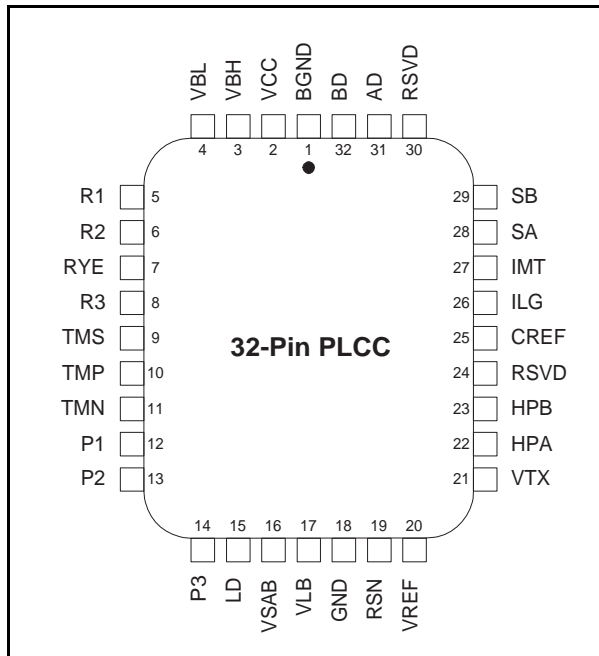 VBL VBH VCC BGND BD AD RSVD
4 3 2 1 32 31 30
R1 5 29 SB
R2 6 28 SA
RYE 7 27 IMT
R3 8 26 ILG
TMS 9 25 CREF
32-Pin PLCC
TMP 10 24 RSVD
TMN 11 23 HPB
P1 12 22 HPA
P2 13 21 VTX
14 15 16 17 18 19 20
P3 LD VSAB VLB GND RSN VREF